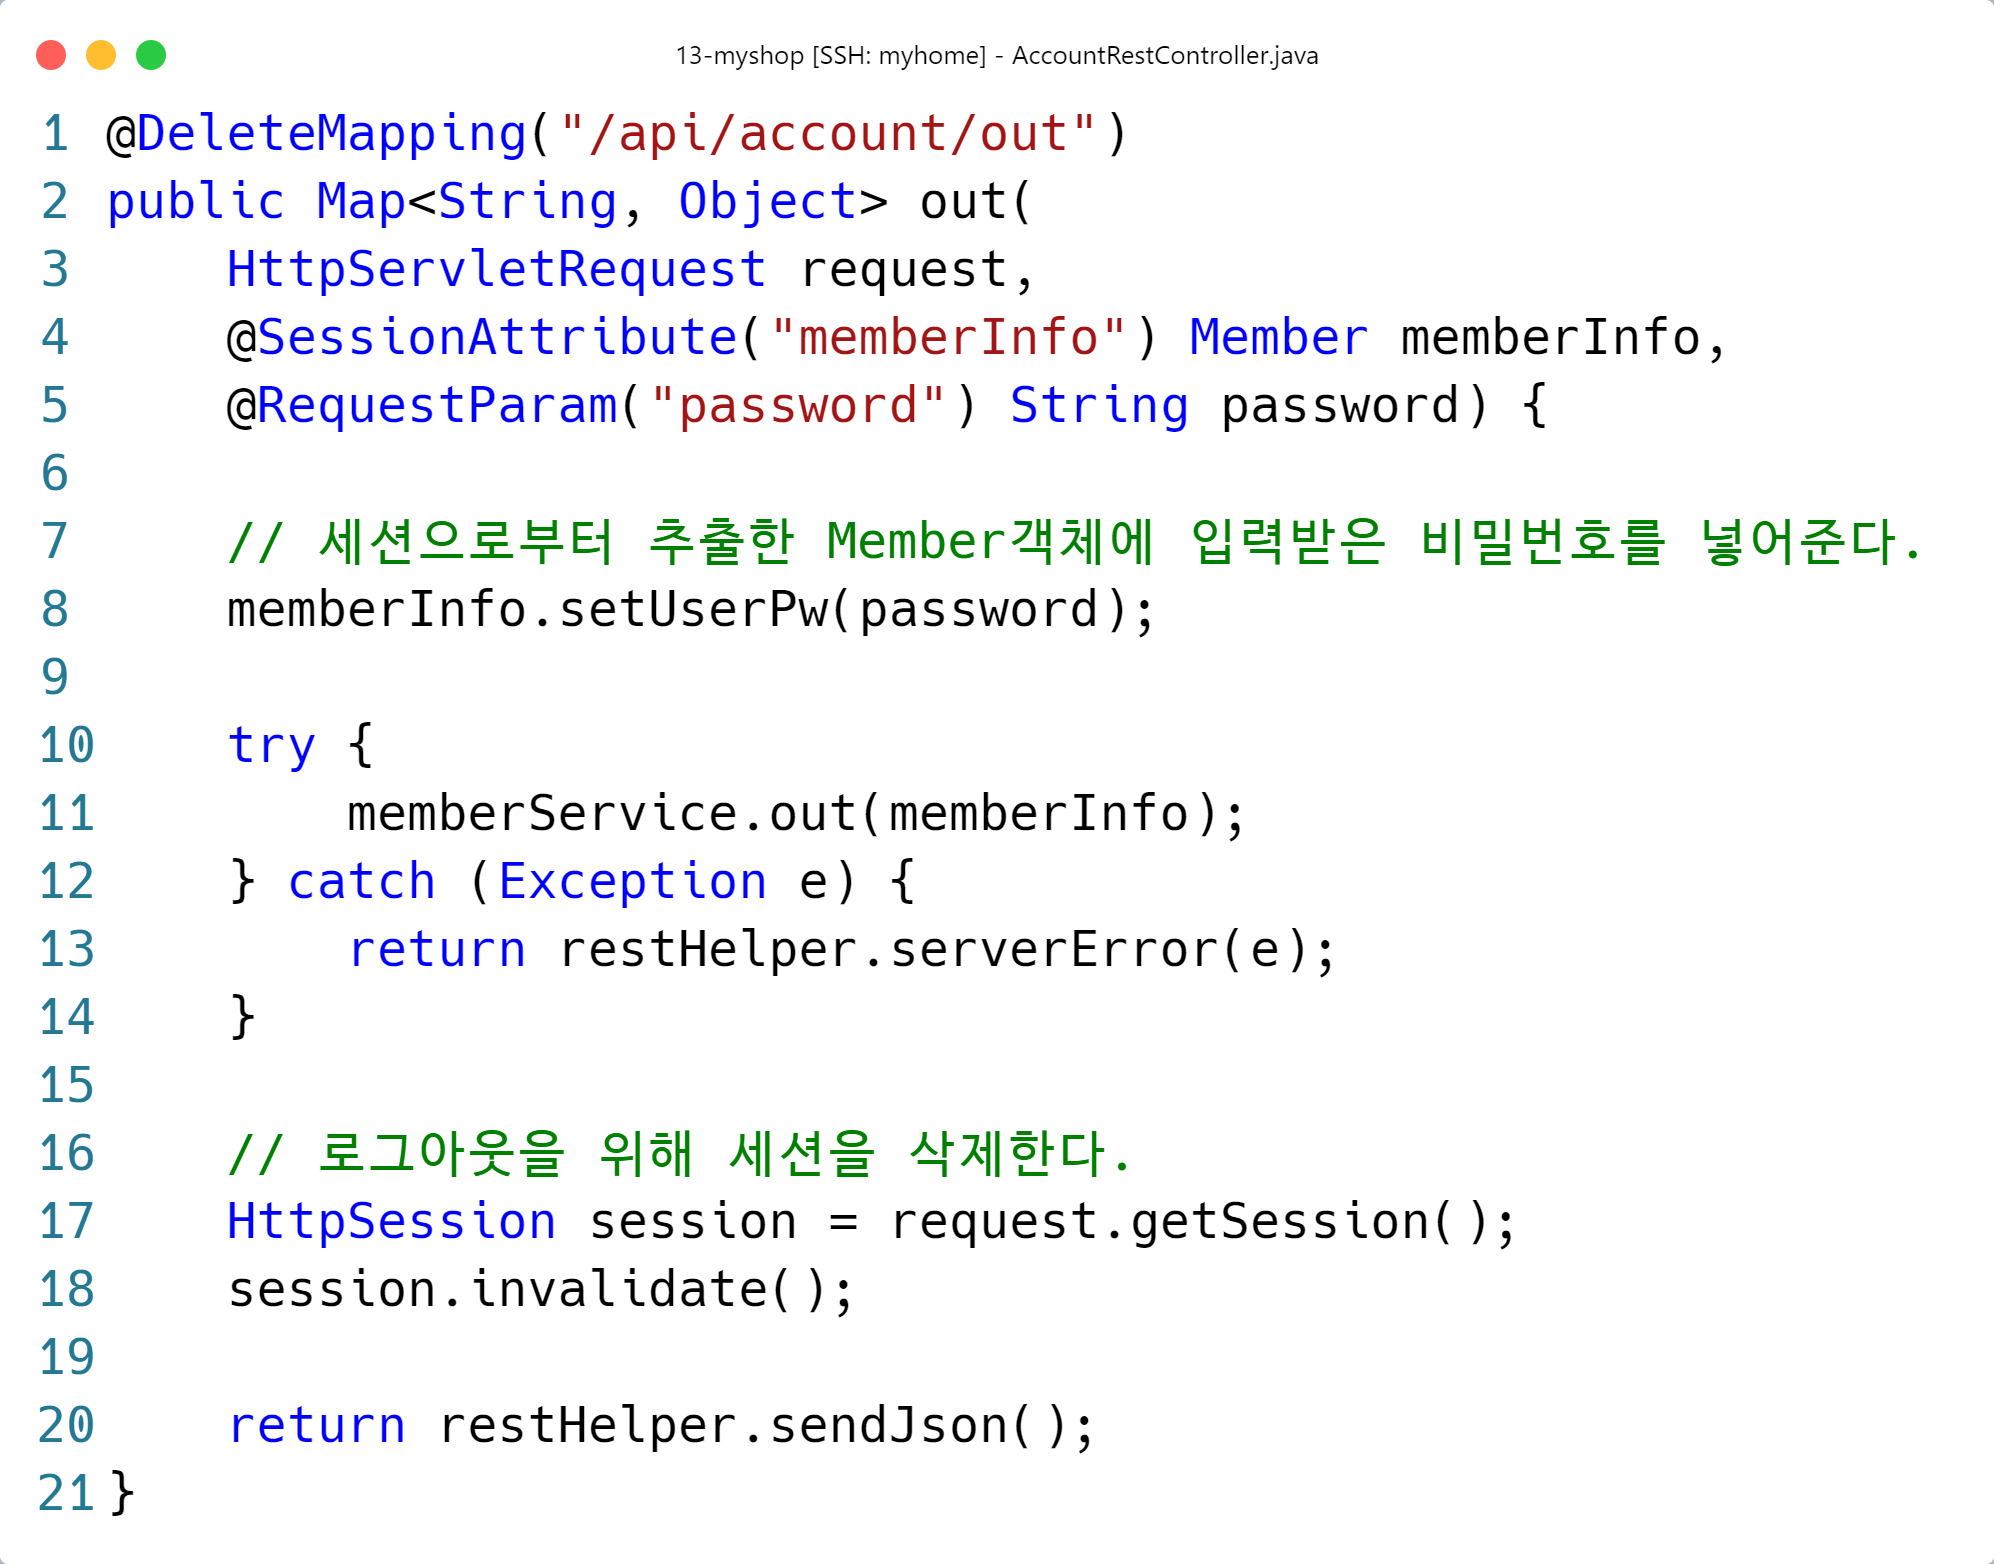 13-myshop [SSH: myhome] - AccountRestController.java
1 @DeleteMapping("/api/account/out")
2 public Map<String, Object> out(
3     HttpServletRequest request,
4     @SessionAttribute("memberInfo") Member memberInfo,
5     @RequestParam("password") String password) {
6
7     // 세션으로부터 추출한 Member객체에 입력받은 비밀번호를 넣어준다.
8     memberInfo.setUserPw(password);
9
10     try {
11         memberService.out(memberInfo);
12     } catch (Exception e) {
13         return restHelper.serverError(e);
14     }
15
16     // 로그아웃을 위해 세션을 삭제한다.
17     HttpSession session = request.getSession();
18     session.invalidate();
19
20     return restHelper.sendJson();
21 }